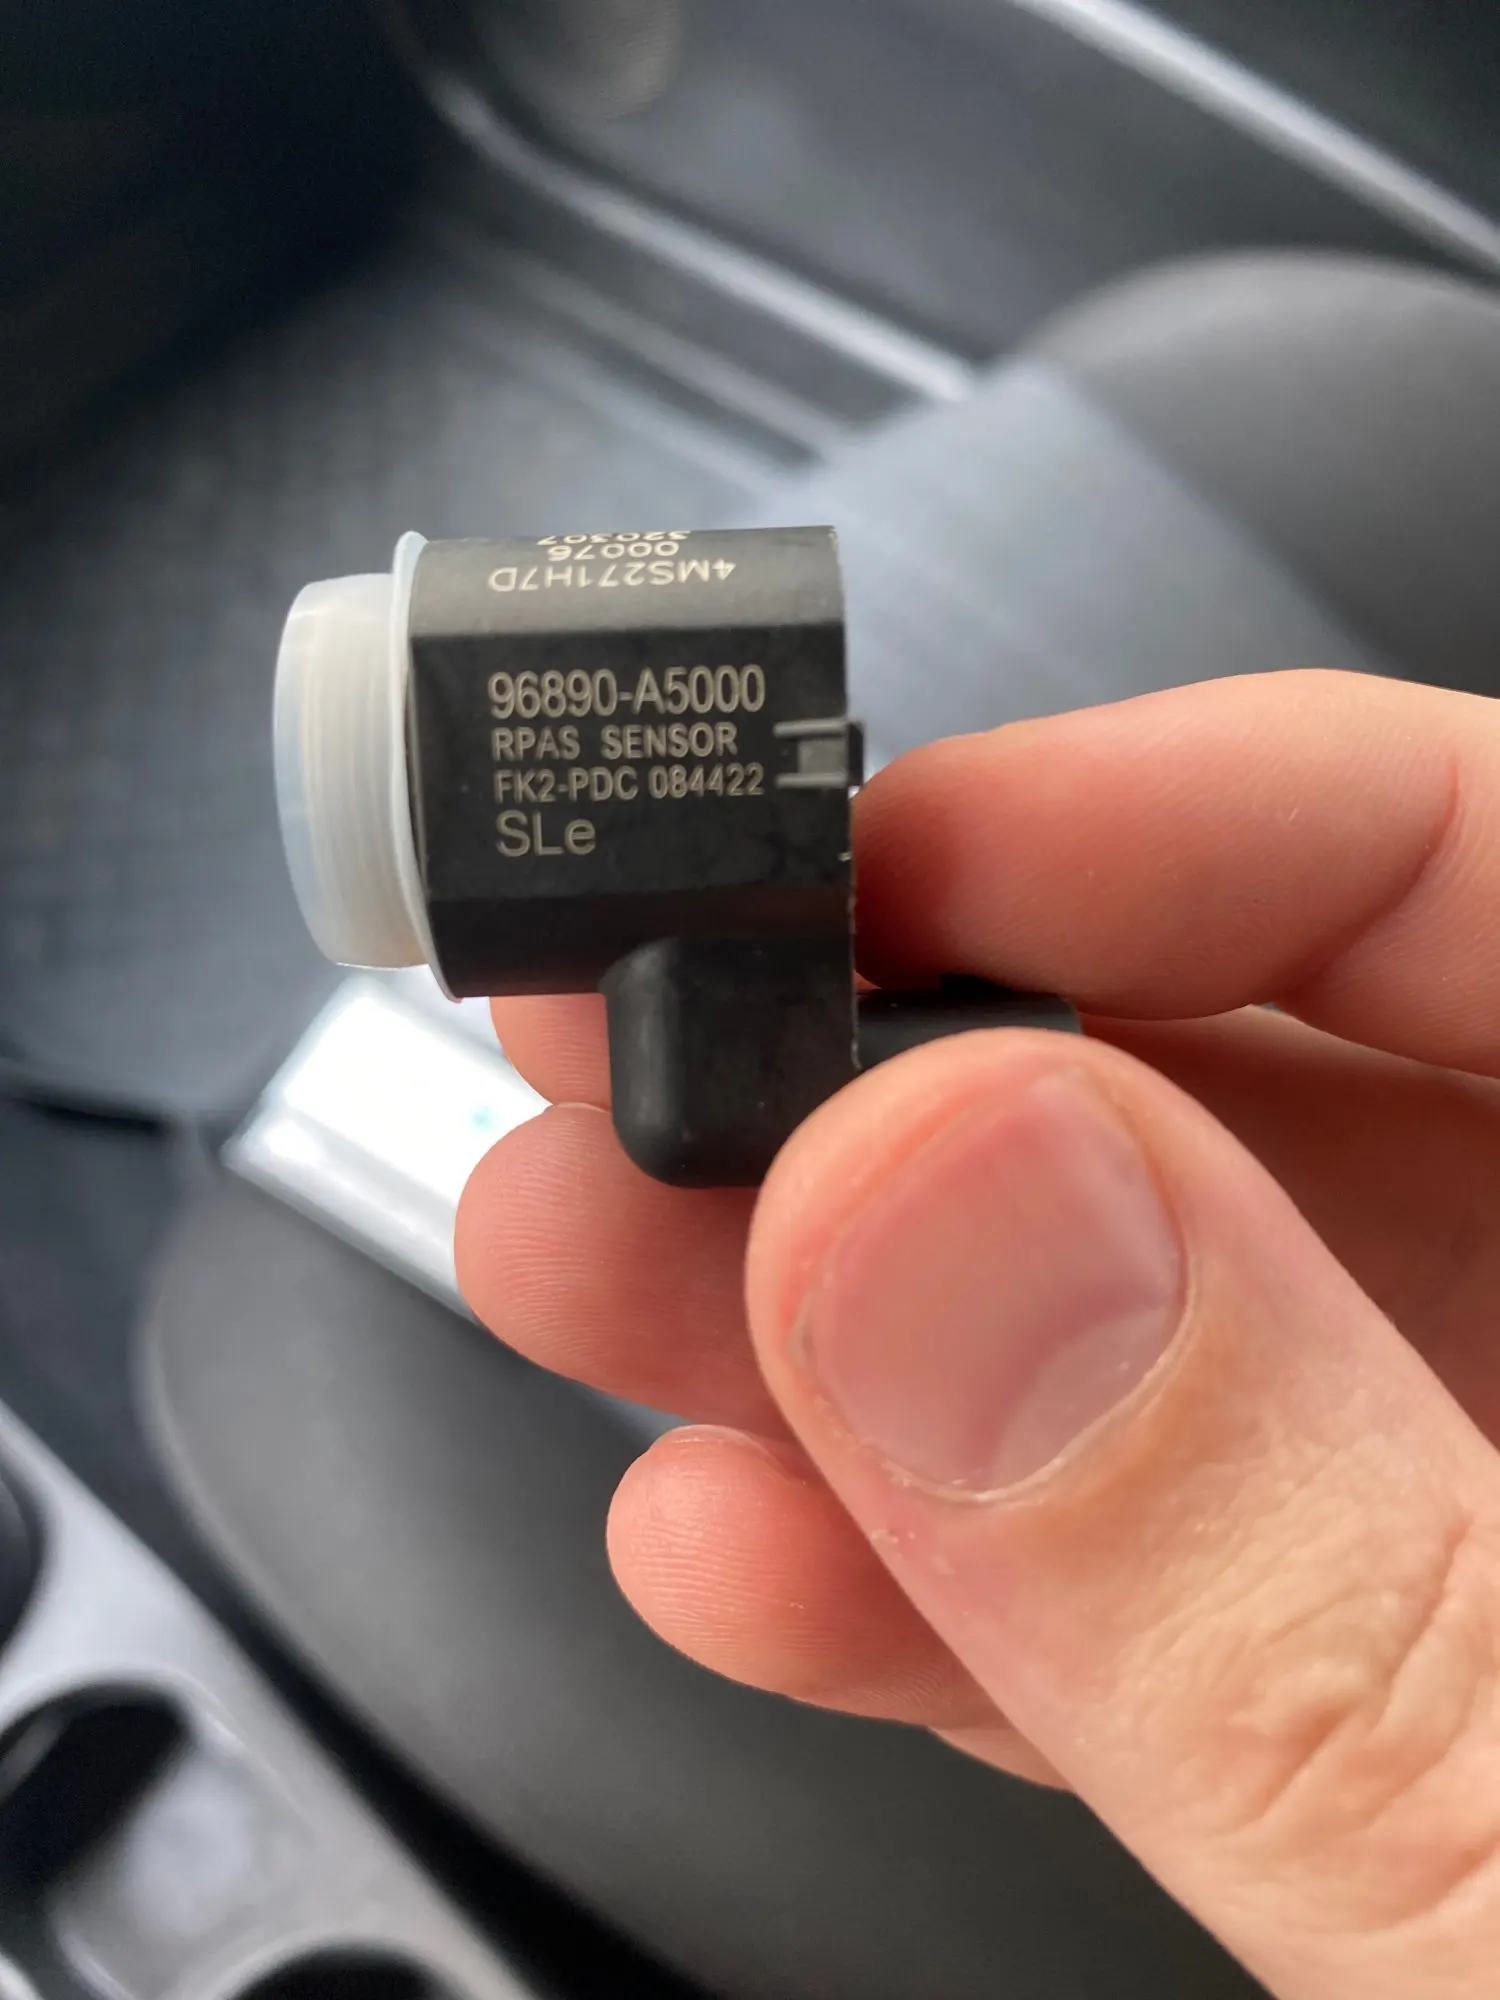 320307
00076
4MS271H7D
96890-A5000
RPAS SENSOR
FK2-PDC 084422
SLe